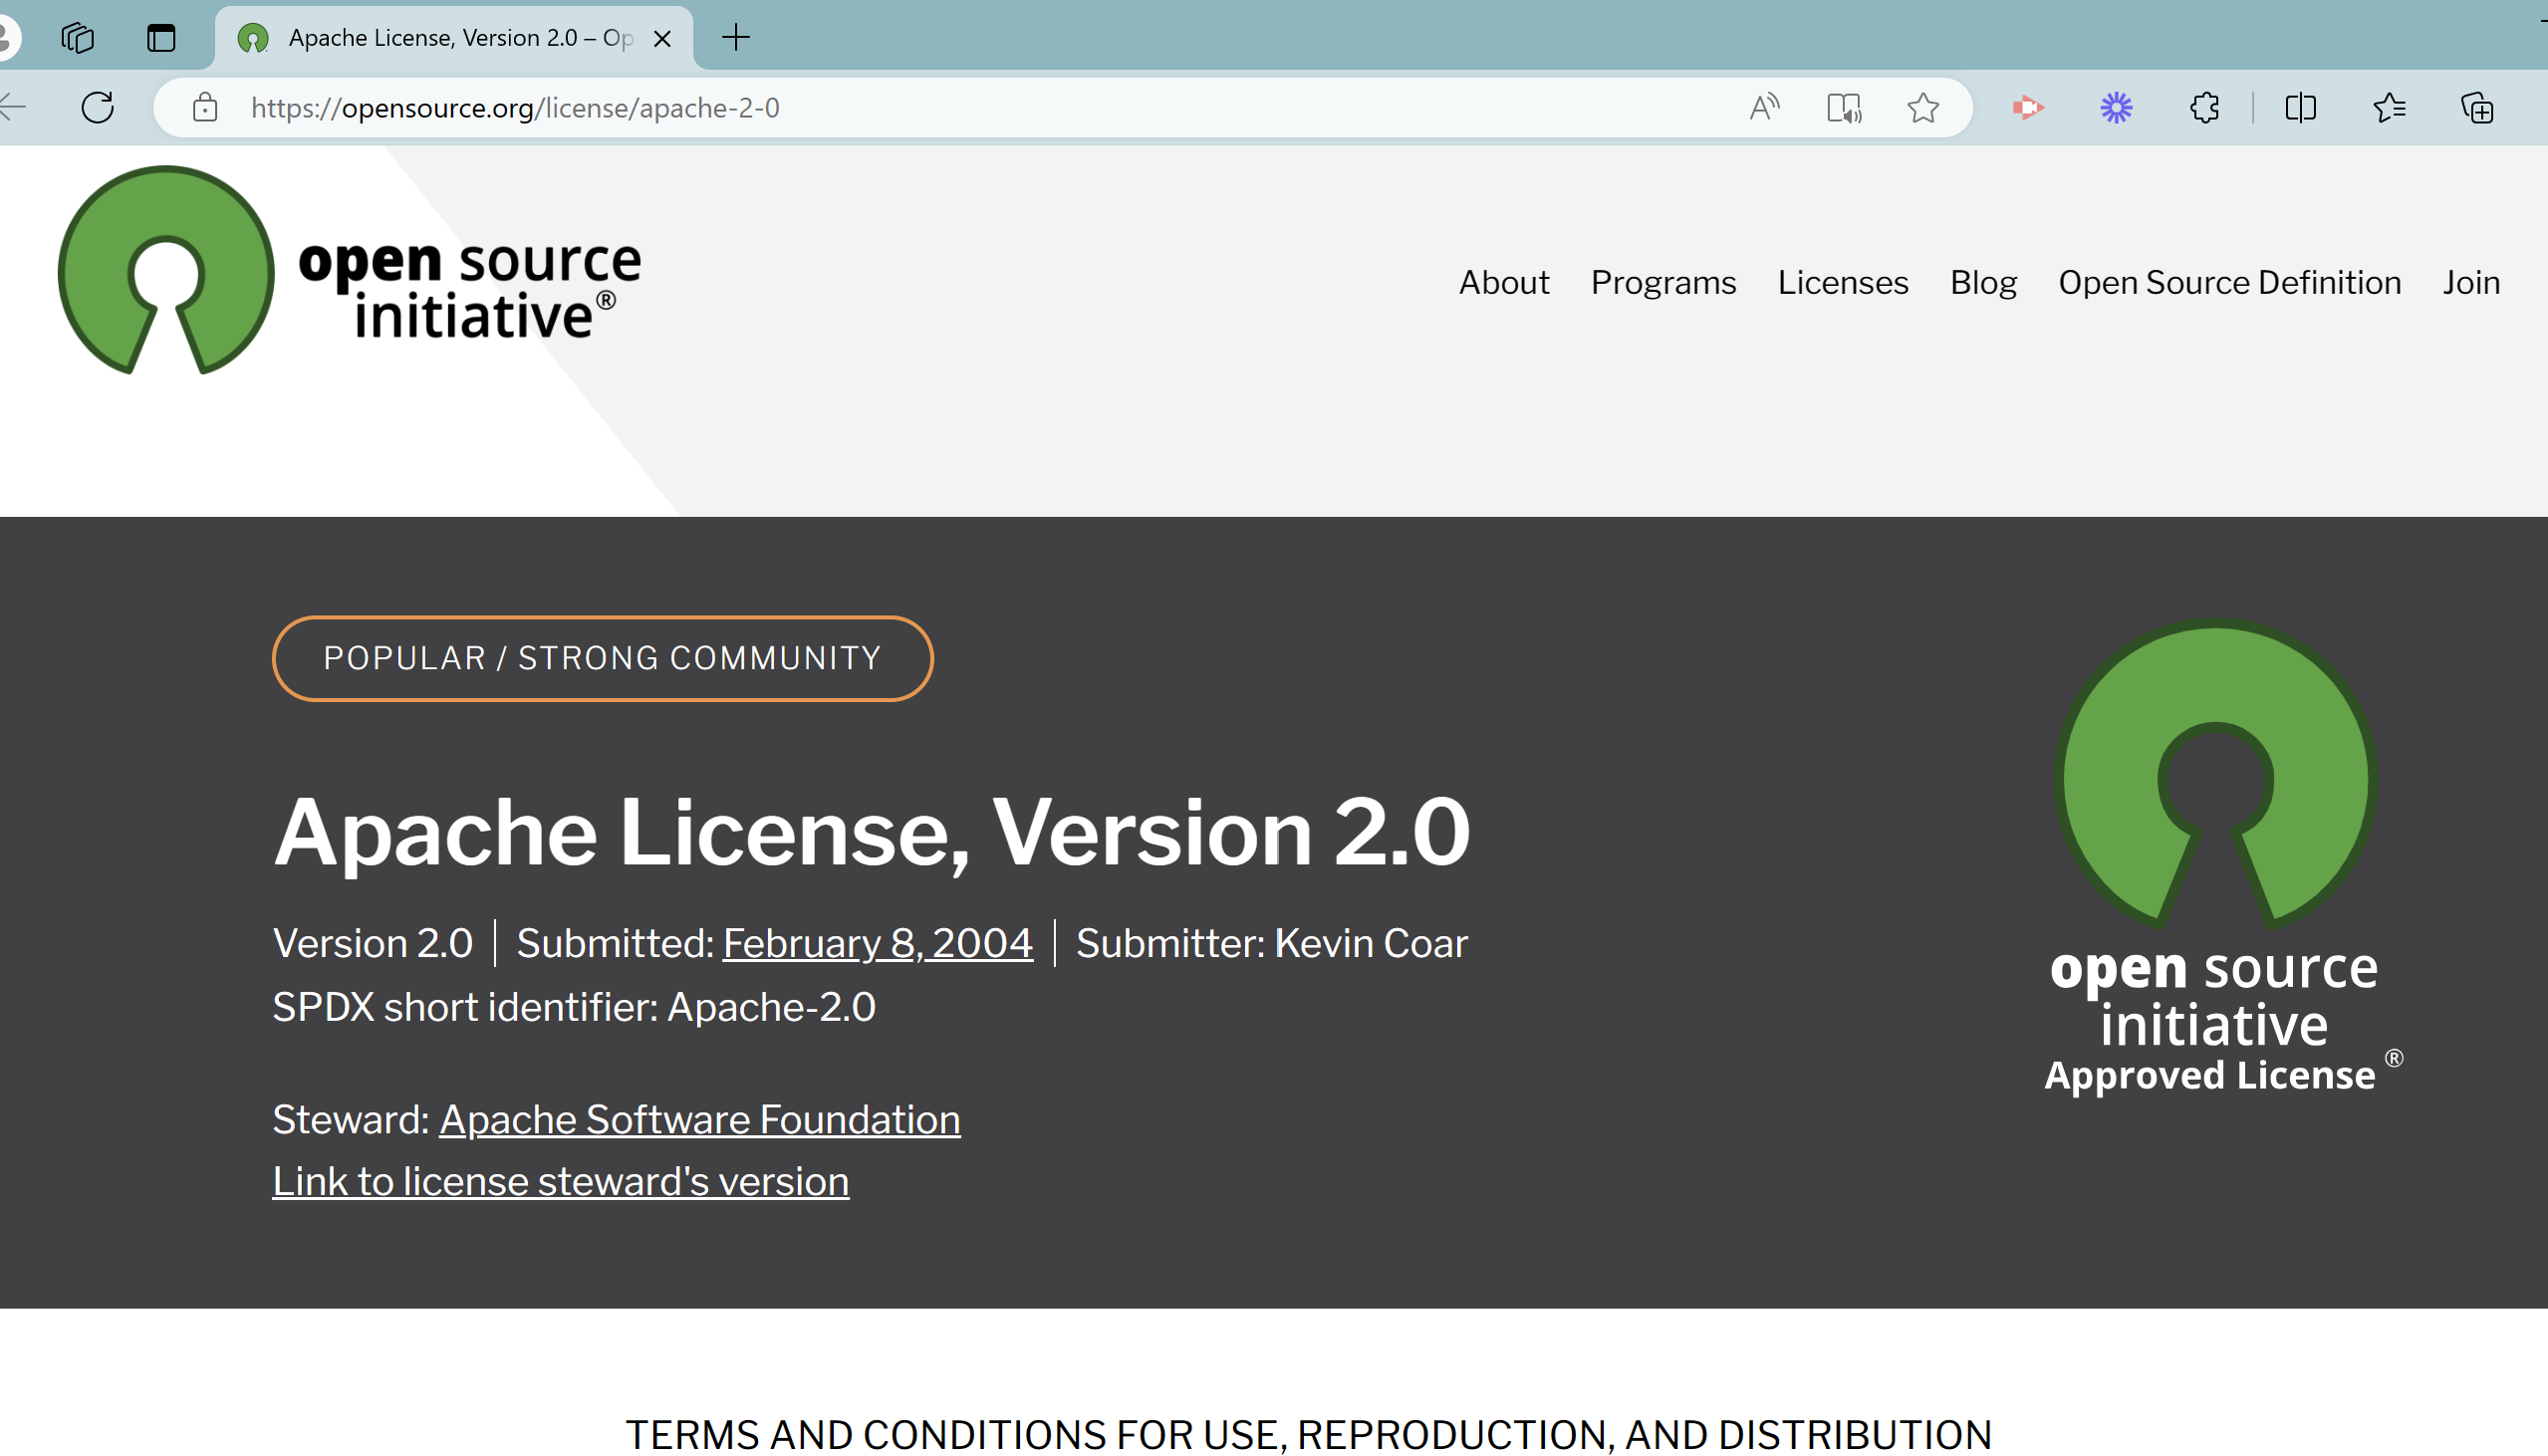 Apache License, Version 2.0 – Op
https://opensource.org/license/apache-2-0
open source
initiative®
About Programs Licenses Blog Open Source Definition Join
POPULAR / STRONG COMMUNITY
Apache License, Version 2.0
Version 2.0 Submitted: February 8, 2004 Submitter: Kevin Coar
SPDX short identifier: Apache-2.0
Steward: Apache Software Foundation
Link to license steward's version
open source
initiative
Approved License ®
TERMS AND CONDITIONS FOR USE, REPRODUCTION, AND DISTRIBUTION